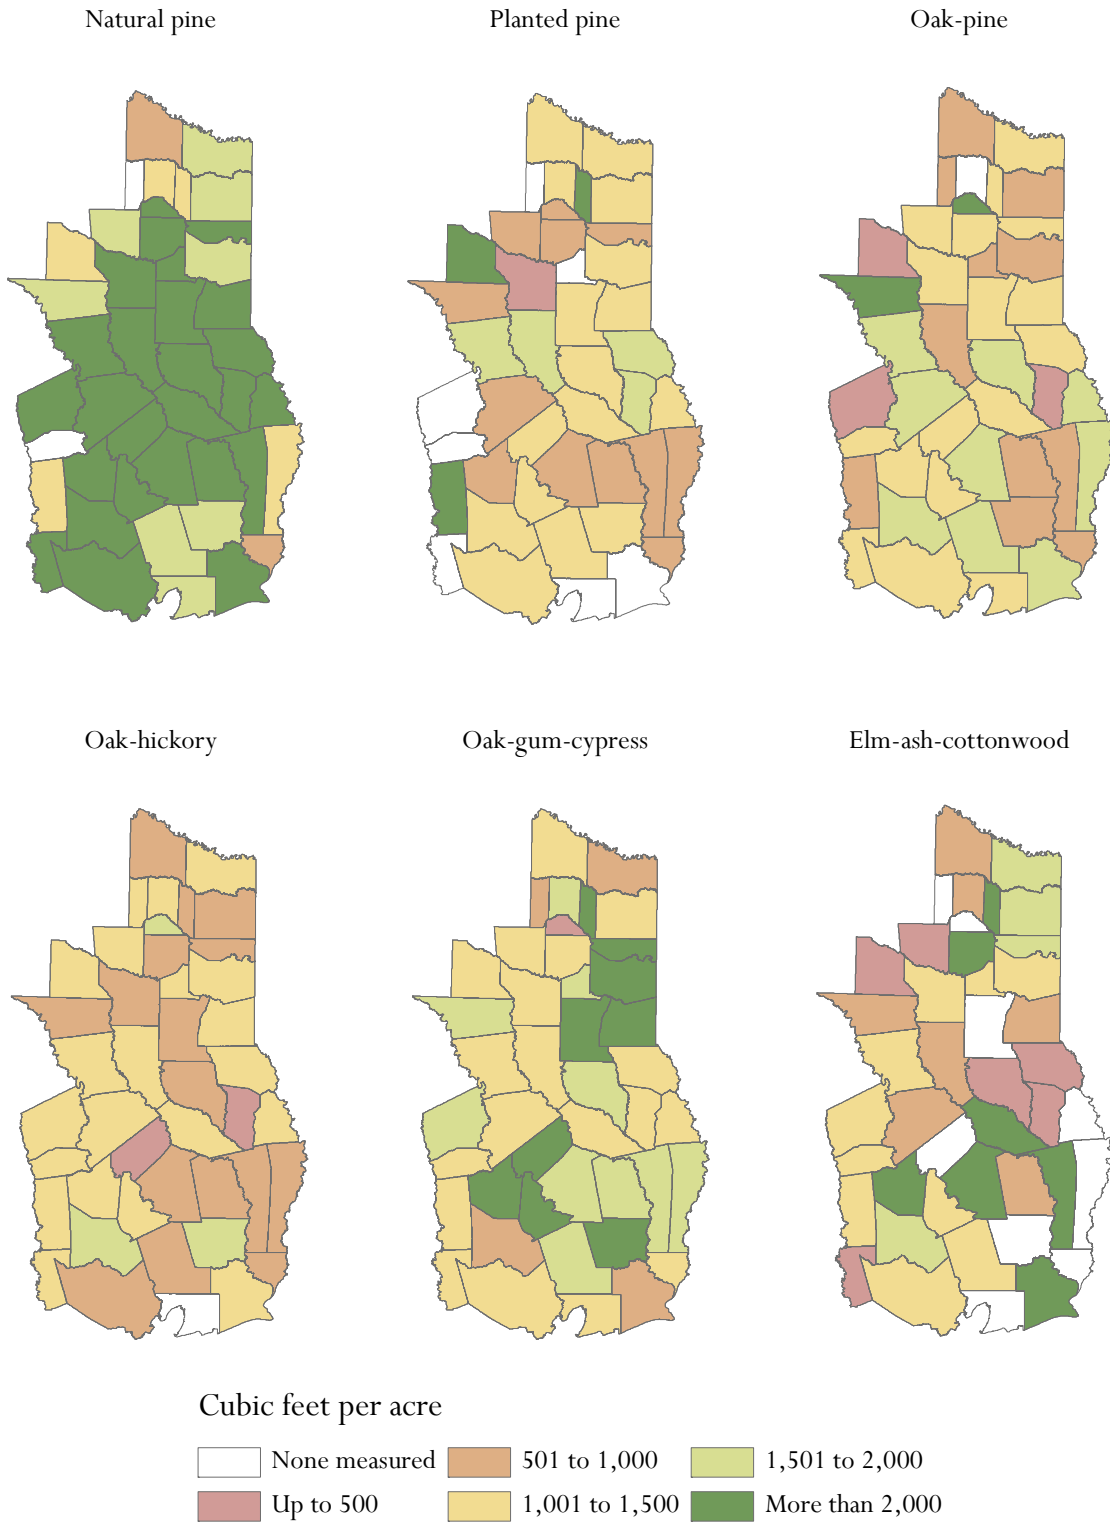 Natural pine
Planted pine
Oak-pine
Oak-hickory
Oak-gum-cypress
Elm-ash-cottonwood
Cubic feet per acre
None measured
501 to 1,000
1,501 to 2,000
Up to 500
1,001 to 1,500
More than 2,000